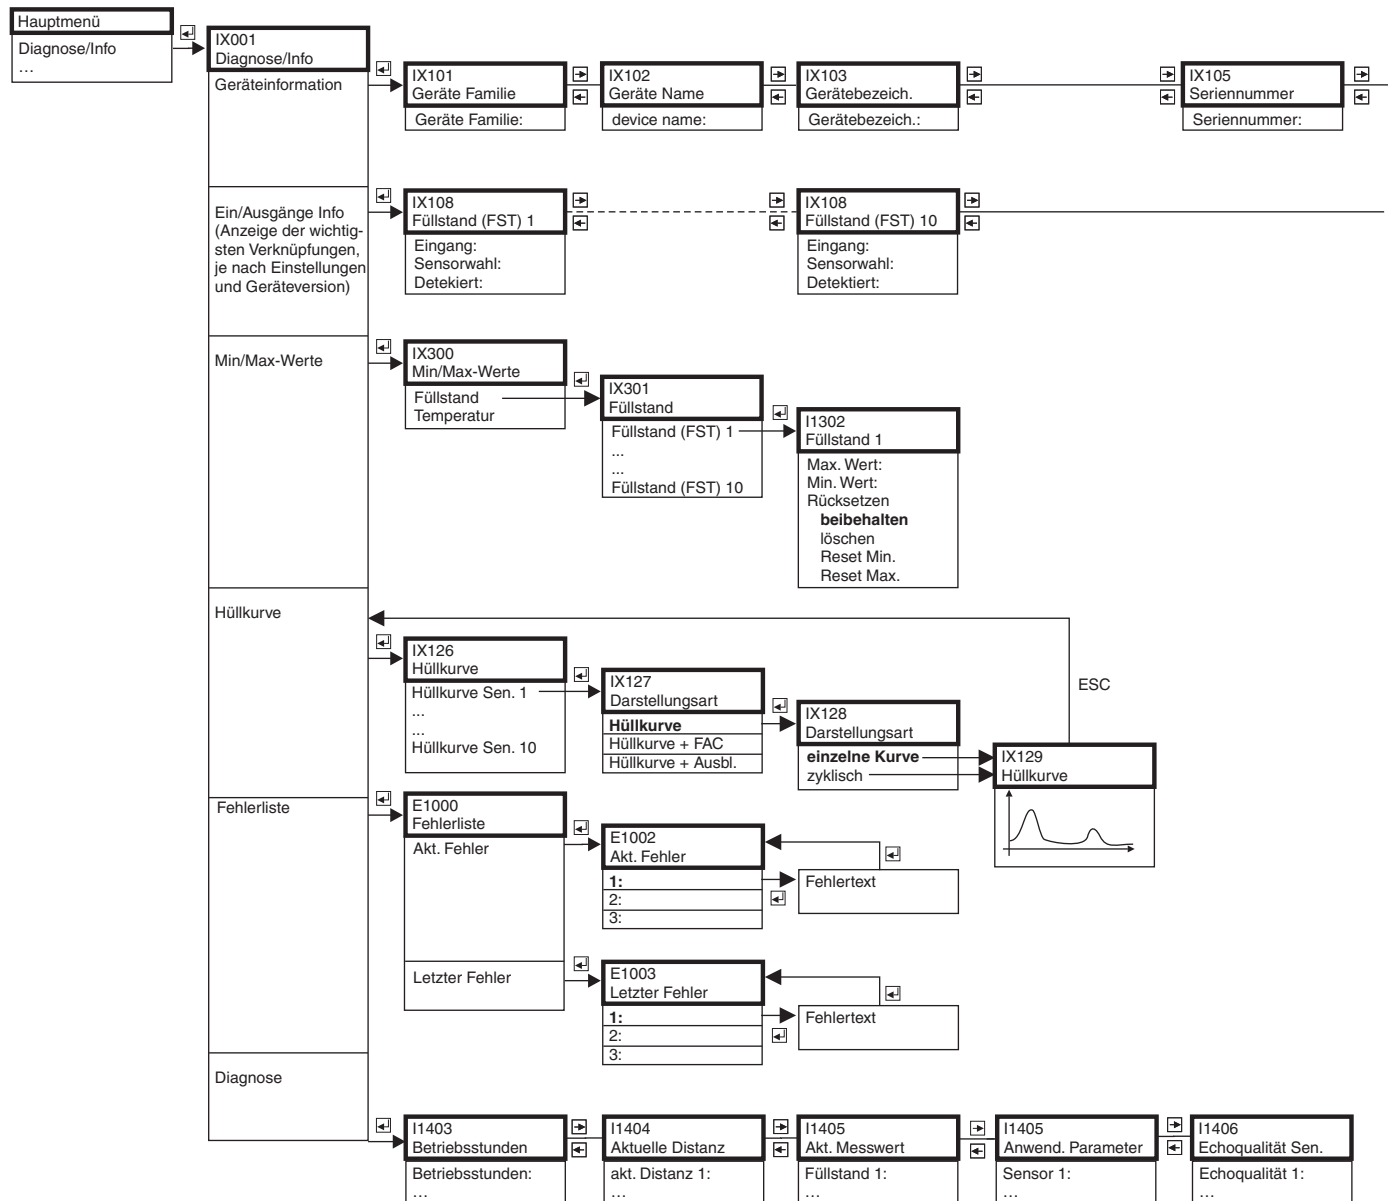 Hauptmenü
Diagnose/Info
…
IX001
Diagnose/Info
Geräteinformation
IX101
Geräte Familie
Geräte Familie:
IX102
Geräte Name
device name:
IX103
Gerätebezeich.
Gerätebezeich.:
IX105
Seriennummer
Seriennummer:
Ein/Ausgänge Info
(Anzeige der wichtig-
sten Verknüpfungen,
je nach Einstellungen
und Geräteversion)
IX108
Füllstand (FST) 1
Eingang:
Sensorwahl:
Detekiert:
IX108
Füllstand (FST) 10
Eingang:
Sensorwahl:
Detektiert:
Min/Max-Werte
IX300
Min/Max-Werte
Füllstand
Temperatur
IX301
Füllstand
Füllstand (FST) 1
...
...
Füllstand (FST) 10
I1302
Füllstand 1
Max. Wert:
Min. Wert:
Rücksetzen
beibehalten
löschen
Reset Min.
Reset Max.
Hüllkurve
IX126
Hüllkurve
Hüllkurve Sen. 1
...
...
Hüllkurve Sen. 10
IX127
Darstellungsart
Hüllkurve
Hüllkurve + FAC
Hüllkurve + Ausbl.
IX128
Darstellungsart
einzelne Kurve
zyklisch
ESC
IX129
Hüllkurve
Fehlerliste
E1000
Fehlerliste
Akt. Fehler
E1002
Akt. Fehler
1:
2:
3:
Fehlertext
Letzter Fehler
E1003
Letzter Fehler
1:
2:
3:
Fehlertext
Diagnose
I1403
Betriebsstunden
Betriebsstunden:
…
I1404
Aktuelle Distanz
akt. Distanz 1:
…
I1405
Akt. Messwert
Füllstand 1:
…
I1405
Anwend. Parameter
Sensor 1:
…
I1406
Echoqualität Sen.
Echoqualität 1:
…